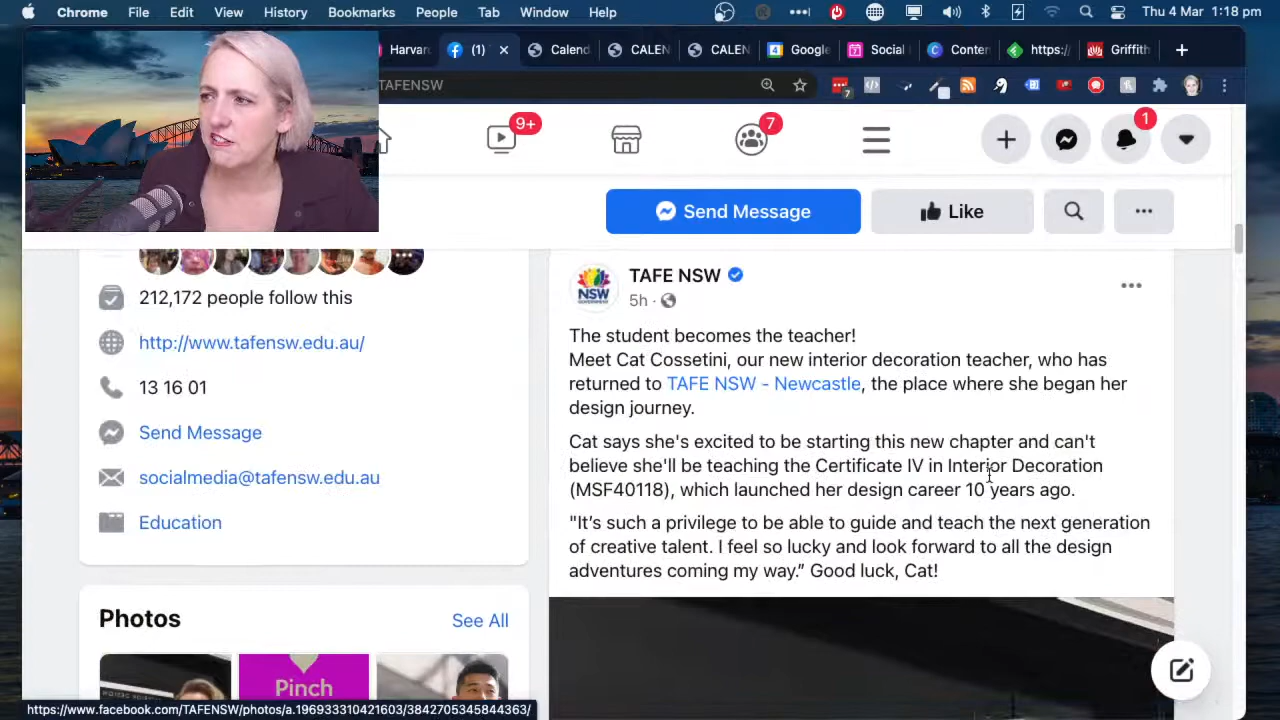 Chrome File Edit View History Bookmarks People Tab Window Help Thu 4 Mar 1:18 pm
Harvar (1) Calend CALEN CALEN Google Social Conten https:/ Griffith
TAFENSW
7
9+
7
1
Send Message
Like
212,172 people follow this
http://www.tafensw.edu.au/
13 16 01
Send Message
socialmedia@tafensw.edu.au
Education
Photos
See All
Pinch
NSW
GOVERNMENT
TAFE NSW
5h
The student becomes the teacher!
Meet Cat Cossetini, our new interior decoration teacher, who has
returned to TAFE NSW - Newcastle, the place where she began her
design journey.
Cat says she's excited to be starting this new chapter and can't
believe she'll be teaching the Certificate IV in Interior Decoration
(MSF40118), which launched her design career 10 years ago.
"It’s such a privilege to be able to guide and teach the next generation
of creative talent. I feel so lucky and look forward to all the design
adventures coming my way.” Good luck, Cat!
https://www.facebook.com/TAFENSW/photos/a.196933310421603/3842705345844363/